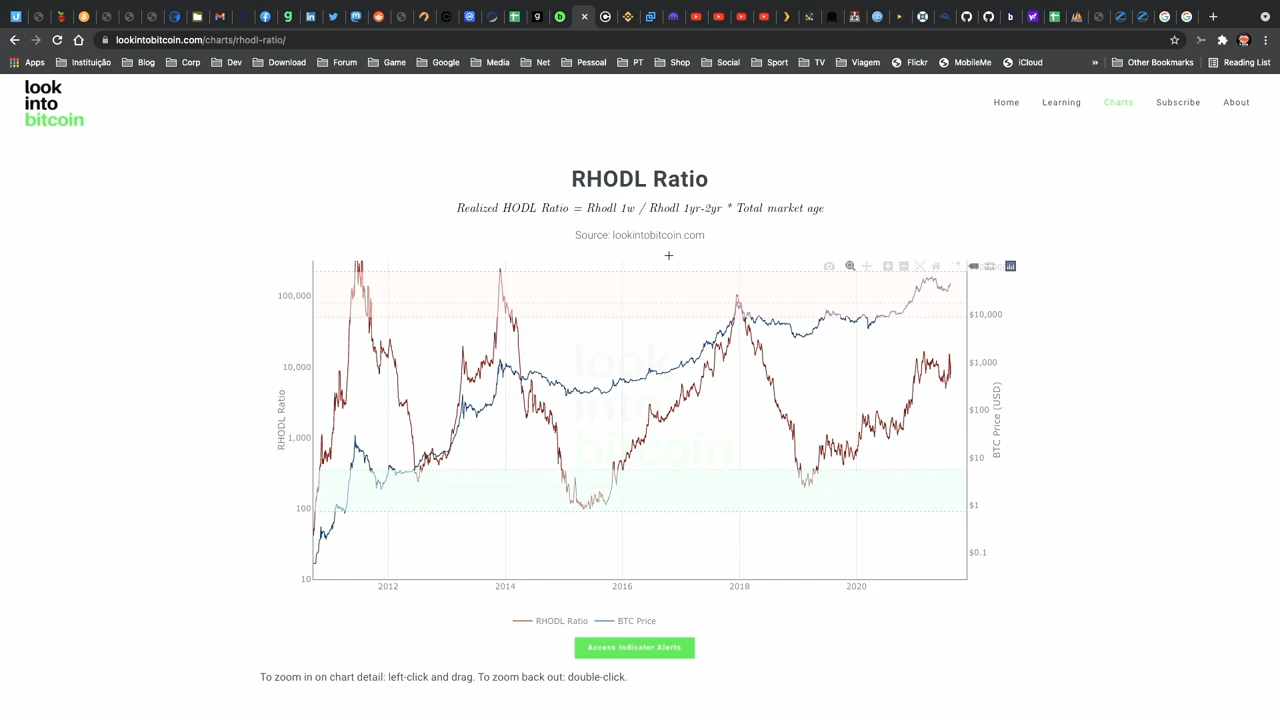 lookintobitcoin.com/charts/rhodl-ratio/
Apps Instituição Blog Corp Dev Download Forum Game Google Media Net Pessoal PT Shop Social Sport TV Viagem Flickr MobileMe iCloud » Other Bookmarks Reading List
look
into
bitcoin
Home Learning Charts Subscribe About
RHODL Ratio
Realized HODL Ratio = Rhodl 1w / Rhodl 1yr-2yr * Total market age
Source: lookintobitcoin.com
100,000
10,000
1,000
100
10
RHODL Ratio
look
into
bitcoin
$10,000
$1,000
$100
$10
$1
$0.1
BTC Price (USD)
2012 2014 2016 2018 2020
RHODL Ratio BTC Price
Access Indicator Alerts
To zoom in on chart detail: left-click and drag. To zoom back out: double-click.